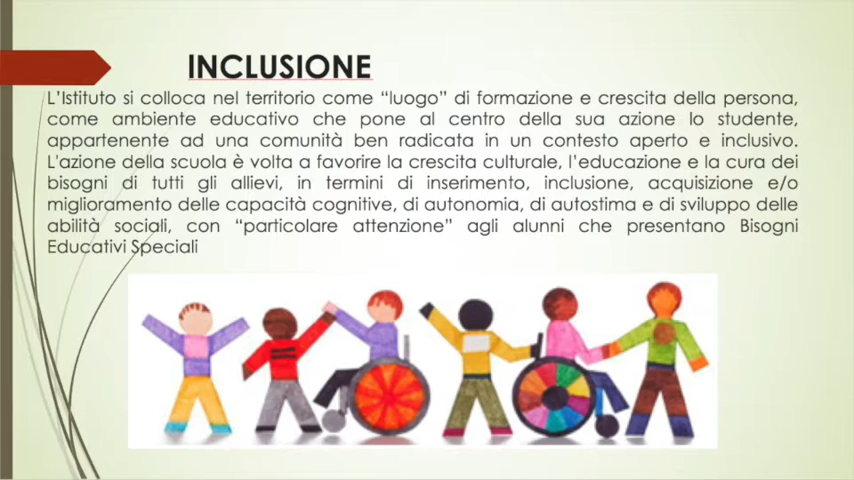 INCLUSIONE
L’Istituto si colloca nel territorio come “luogo” di formazione e crescita della persona,
come ambiente educativo che pone al centro della sua azione lo studente,
appartenente ad una comunità ben radicata in un contesto aperto e inclusivo.
L'azione della scuola è volta a favorire la crescita culturale, l’educazione e la cura dei
bisogni di tutti gli allievi, in termini di inserimento, inclusione, acquisizione e/o
miglioramento delle capacità cognitive, di autonomia, di autostima e di sviluppo delle
abilità sociali, con “particolare attenzione” agli alunni che presentano Bisogni
Educativi Speciali